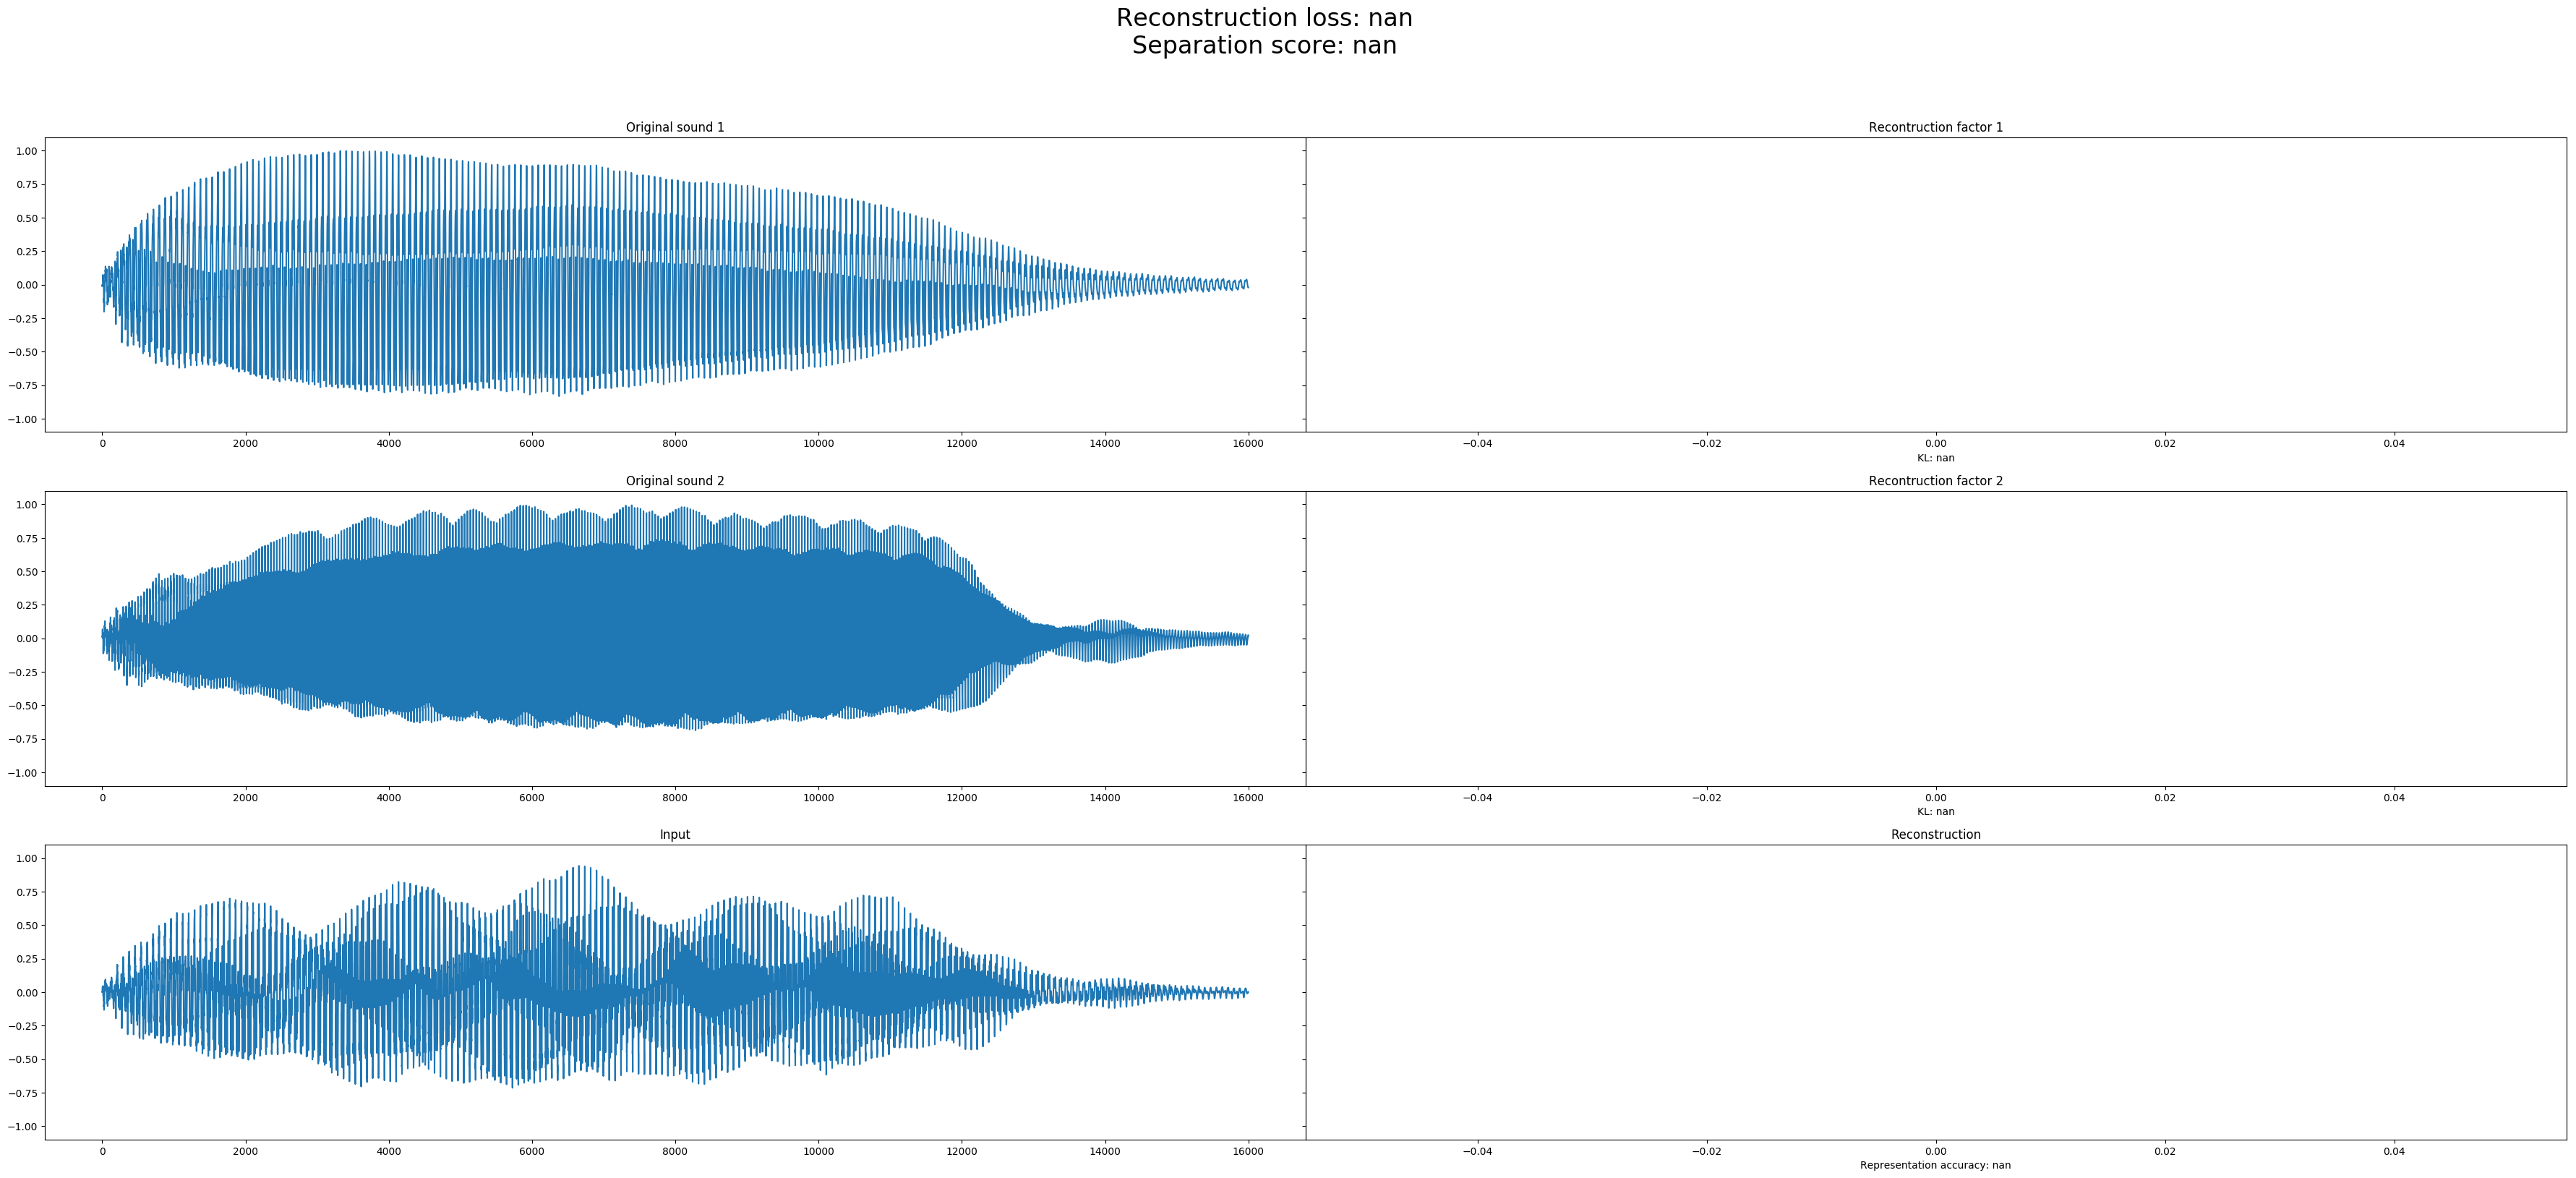 Reconstruction loss: nan
Separation score: nan
Original sound 1
Recontruction factor 1
1.00
0.75
0.50
0.25
0.00
−0.25
−0.50
−0.75
−1.00
0 2000 4000 6000 8000 10000 12000 14000 16000
−0.04 −0.02 0.00 0.02 0.04
KL: nan
Original sound 2
Recontruction factor 2
1.00
0.75
0.50
0.25
0.00
−0.25
−0.50
−0.75
−1.00
0 2000 4000 6000 8000 10000 12000 14000 16000
−0.04 −0.02 0.00 0.02 0.04
KL: nan
Input
Reconstruction
1.00
0.75
0.50
0.25
0.00
−0.25
−0.50
−0.75
−1.00
0 2000 4000 6000 8000 10000 12000 14000 16000
−0.04 −0.02 0.00 0.02 0.04
Representation accuracy: nan